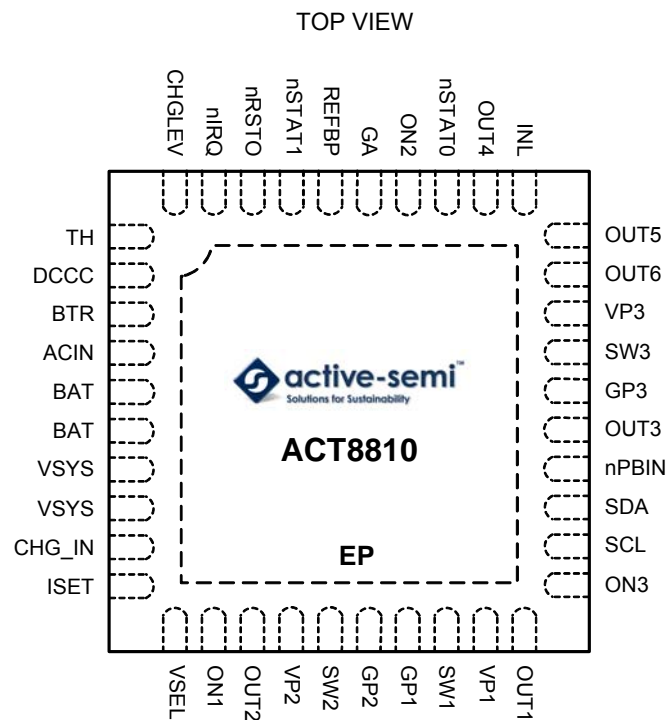 TOP VIEW
CHGLEV
nIRQ
nRSTO
nSTAT1
REFBP
GA
ON2
nSTAT0
OUT4
INL
TH
DCCC
BTR
ACIN
BAT
BAT
VSYS
VSYS
CHG_IN
ISET
active-semi™
Solutions for Sustainability
ACT8810
EP
OUT5
OUT6
VP3
SW3
GP3
OUT3
nPBIN
SDA
SCL
ON3
VSEL
ON1
OUT2
VP2
SW2
GP2
GP1
SW1
VP1
OUT1